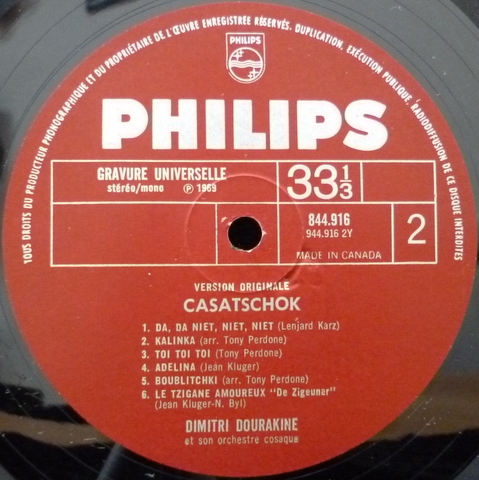 TOUS DROITS DU PRODUCTEUR PHONOGRAPHIQUE ET DU PROPRIÉTAIRE DE L'ŒUVRE ENREGISTRÉE RÉSERVÉS. DUPLICATION, EXÉCUTION PUBLIQUE, RADIODIFFUSION DE CE DISQUE INTERDITES
PHILIPS
PHILIPS
GRAVURE UNIVERSELLE
stéréo/mono ℗ 1969
33 1/3
844.916
944.916 2Y
2
MADE IN CANADA
VERSION ORIGINALE
CASATSCHOK
1. DA, DA NIET, NIET, NIET (Lenjard Karz)
2. KALINKA (arr. Tony Perdone)
3. TOI TOI TOI (Tony Perdone)
4. ADELINA (Jeán Kluger)
5. BOUBLITCHKI (arr. Tony Perdone)
6. LE TZIGANE AMOUREUX "De Zigeunar"
(Jean Kluger-N. Byl)
DIMITRI DOURAKINE
et son orchestre cosaque